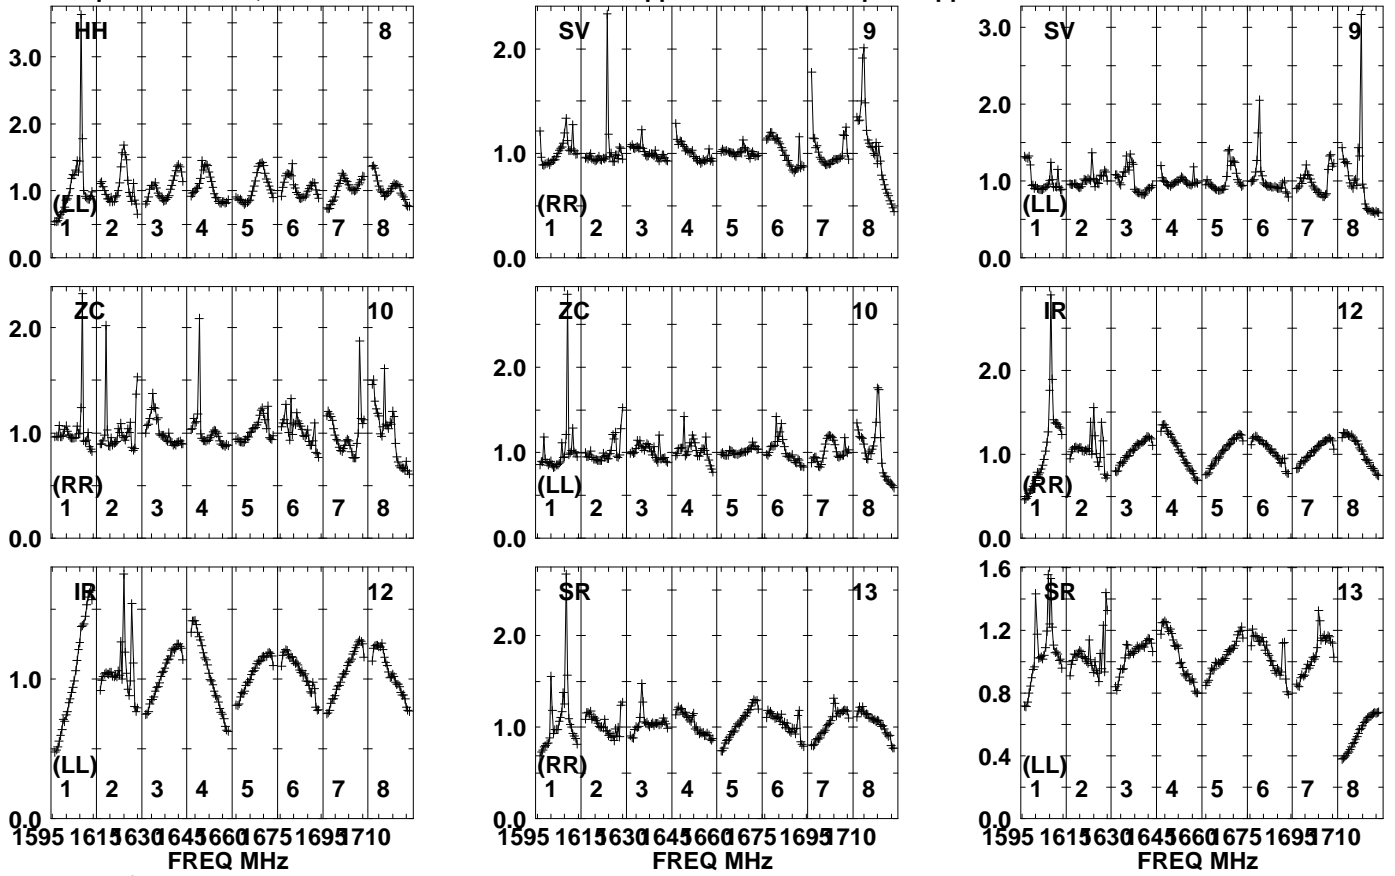 HH 8 SV 9 SV 9
3.0 2.0 3.0
2.0 2.0
1.0 1.0 1.0
(LL) (RR) (LL)
1 2 3 4 5 6 7 8 1 2 3 4 5 6 7 8 1 2 3 4 5 6 7 8
0.0 0.0 0.0
ZC 10 ZC 10 IR 12
2.0 2.0 2.0
1.0 1.0 1.0
(RR) (LL) (RR)
1 2 3 4 5 6 7 8 1 2 3 4 5 6 7 8 1 2 3 4 5 6 7 8
0.0 0.0 0.0
IR 12 SR 13 1.6 SR 13
2.0 1.2
1.0 1.0 0.8
(LL) (RR) 0.4 (LL)
1 2 3 4 5 6 7 8 1 2 3 4 5 6 7 8 1 2 3 4 5 6 7 8
0.0 0.0 0.0
1595 1615 1630 1645 1660 1675 1695 1710 1595 1615 1630 1645 1660 1675 1695 1710 1595 1615 1630 1645 1660 1675 1695 1710
FREQ MHz FREQ MHz FREQ MHz